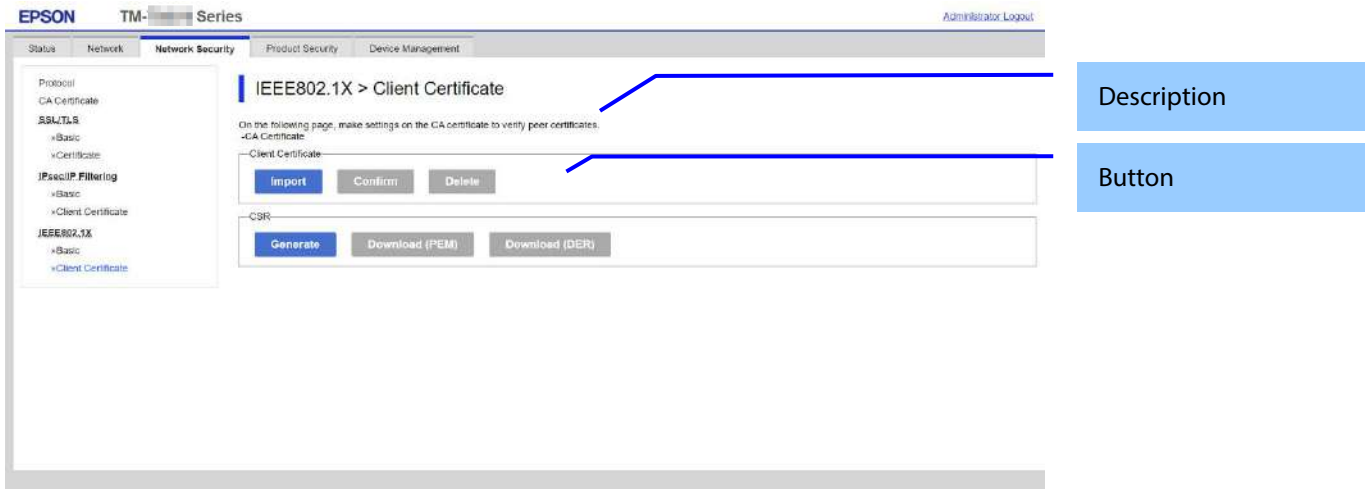 EPSON TM- Series Administrator Logout
Status Network Network Security Product Security Device Management
Protocol
CA Certificate
SSL/TLS
»Basic
»Certificate
IPsec/IP Filtering
»Basic
»Client Certificate
IEEE802.1X
»Basic
»Client Certificate
IEEE802.1X > Client Certificate
On the following page, make settings on the CA certificate to verify peer certificates.
-CA Certificate
Client Certificate
Import Confirm Delete
CSR
Generate Download (PEM) Download (DER)
Description
Button